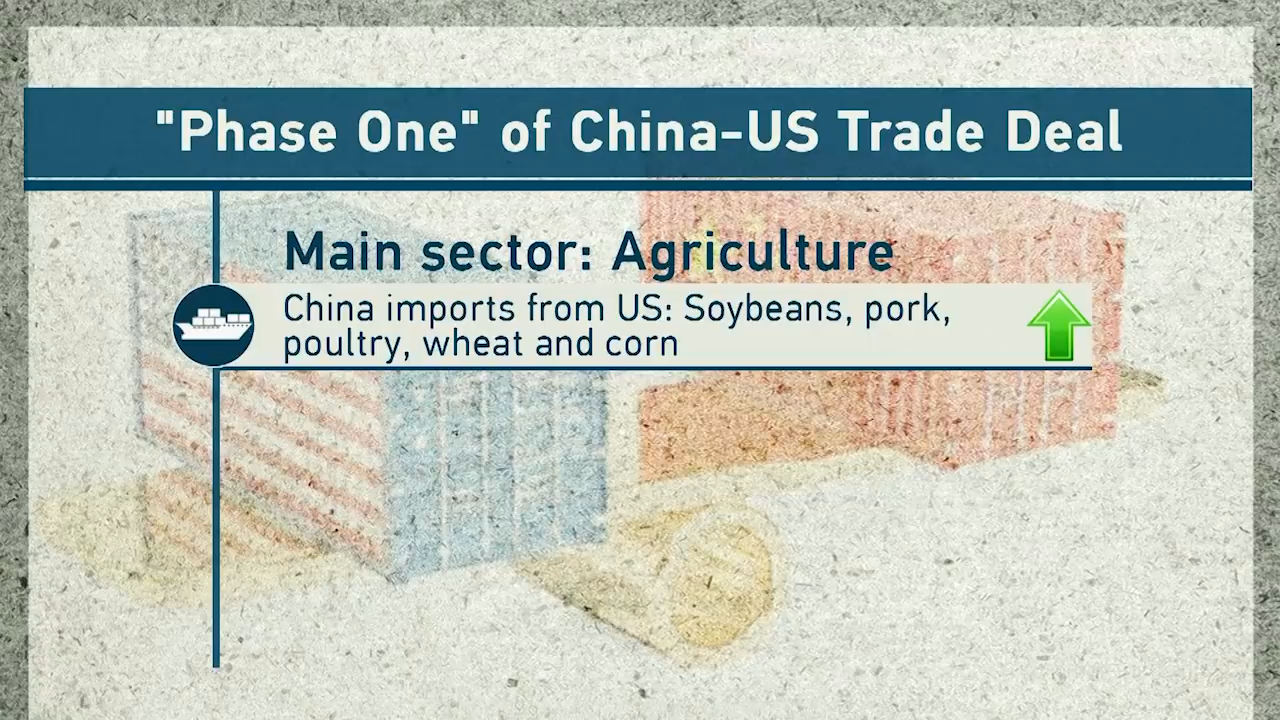 "Phase One" of China-US Trade Deal
Main sector: Agriculture
China imports from US: Soybeans, pork,
poultry, wheat and corn